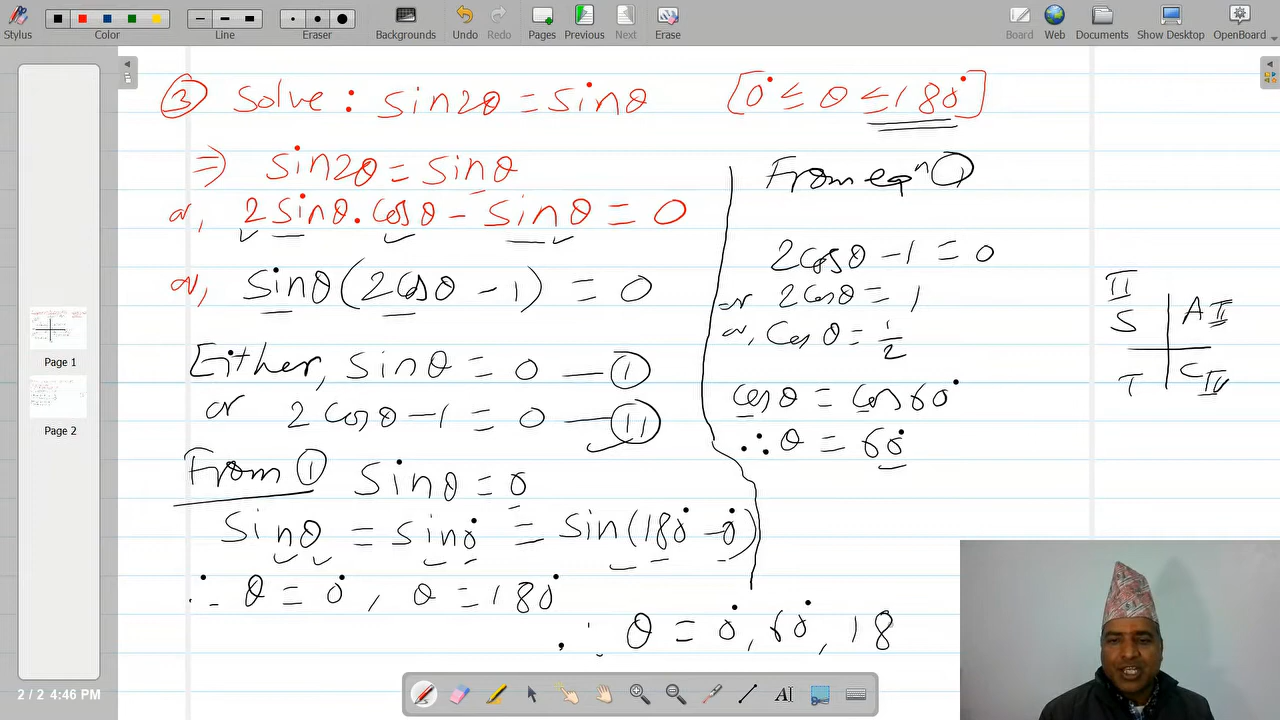 Stylus Color Line Eraser Backgrounds Undo Redo Pages Previous Next Erase Board Web Documents Show Desktop OpenBoard
③ Solve : sin2θ = sinθ [0° ≤ θ ≤ 180°]
⇒ sin2θ = sinθ
or, 2sinθ.cosθ - sinθ = 0
or, sinθ(2cosθ - 1) = 0
Either, sinθ = 0 — ①
or 2cosθ - 1 = 0 — ⑪
From ① sinθ = 0
sinθ = sin0° = sin(180° - 0°)
∴ θ = 0°, θ = 180°
From eqⁿ ①
2cosθ - 1 = 0
or 2cosθ = 1
or, cosθ = 1/2
cosθ = cos60°
∴ θ = 60°
∴ θ = 0°, 60°, 18
II
S A II
T C IV
Page 1
Page 2
2 / 2 4:46 PM
AI